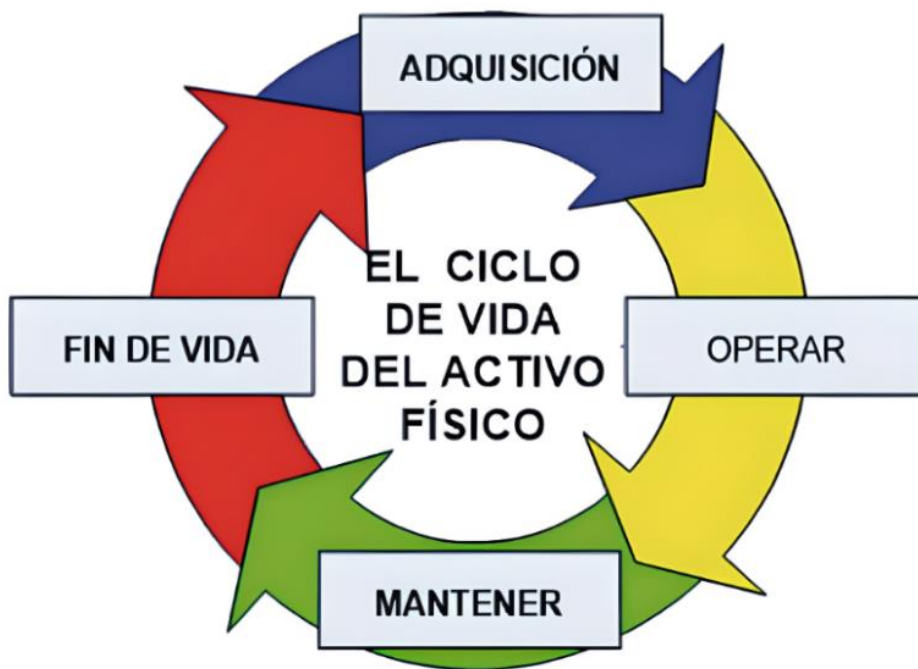 ADQUISICIÓN
EL CICLO
DE VIDA
DEL ACTIVO
FÍSICO
FIN DE VIDA
OPERAR
MANTENER